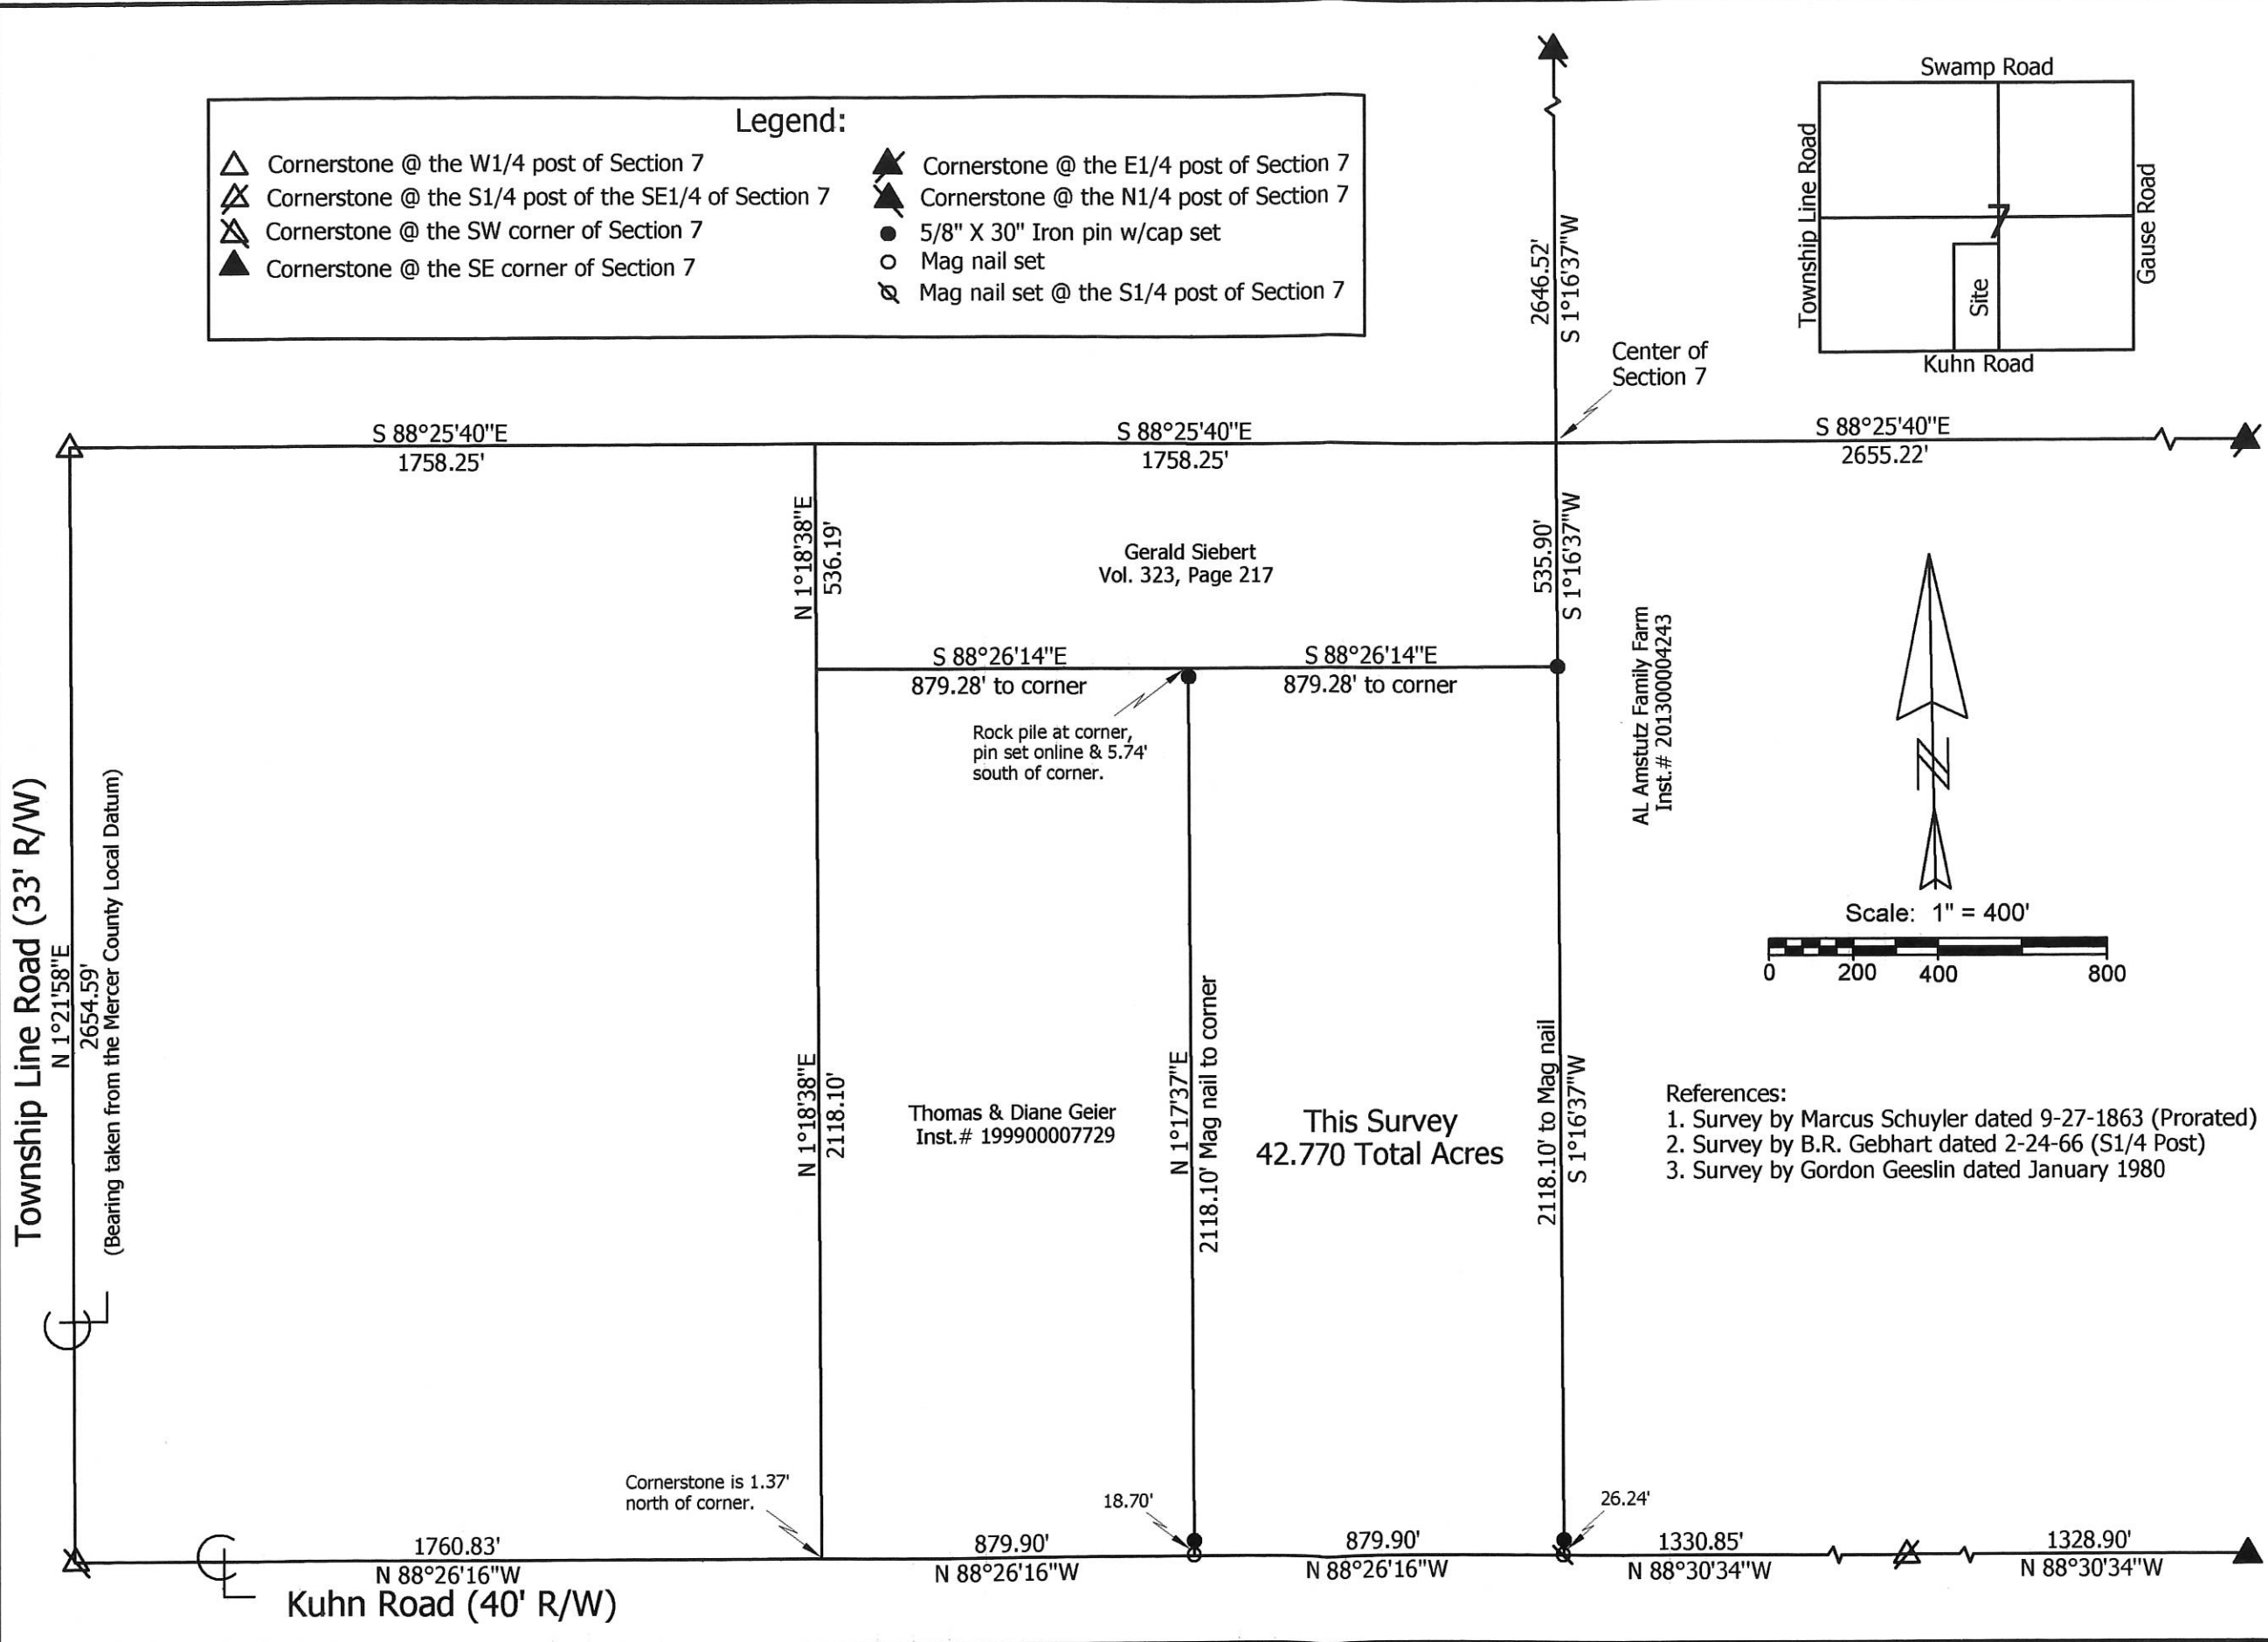 Swamp Road
Township Line Road
7
Gause Road
Site
Kuhn Road
Legend:
Cornerstone @ the W1/4 post of Section 7
Cornerstone @ the S1/4 post of the SE1/4 of Section 7
Cornerstone @ the SW corner of Section 7
Cornerstone @ the SE corner of Section 7
Cornerstone @ the E1/4 post of Section 7
Cornerstone @ the N1/4 post of Section 7
5/8" X 30" Iron pin w/cap set
Mag nail set
Mag nail set @ the S1/4 post of Section 7
2646.52'
S 1°16'37"W
Center of
Section 7
S 88°25'40"E
1758.25'
S 88°25'40"E
1758.25'
S 88°25'40"E
2655.22'
N 1°18'38"E
536.19'
Gerald Siebert
Vol. 323, Page 217
535.90'
S 1°16'37"W
S 88°26'14"E
879.28' to corner
S 88°26'14"E
879.28' to corner
Rock pile at corner,
pin set online & 5.74'
south of corner.
AL Amstutz Family Farm
Inst.# 201300004243
N
Scale: 1" = 400'
0 200 400 800
Township Line Road (33' R/W)
N 1°21'58"E
2654.59'
(Bearing taken from the Mercer County Local Datum)
N 1°18'38"E
2118.10'
Thomas & Diane Geier
Inst.# 199900007729
N 1°17'37"E
2118.10' Mag nail to corner
This Survey
42.770 Total Acres
2118.10' to Mag nail
S 1°16'37"W
References:
1. Survey by Marcus Schuyler dated 9-27-1863 (Prorated)
2. Survey by B.R. Gebhart dated 2-24-66 (S1/4 Post)
3. Survey by Gordon Geeslin dated January 1980
Cornerstone is 1.37'
north of corner.
18.70'
26.24'
1760.83'
N 88°26'16"W
879.90'
N 88°26'16"W
879.90'
N 88°26'16"W
1330.85'
N 88°30'34"W
1328.90'
N 88°30'34"W
Kuhn Road (40' R/W)